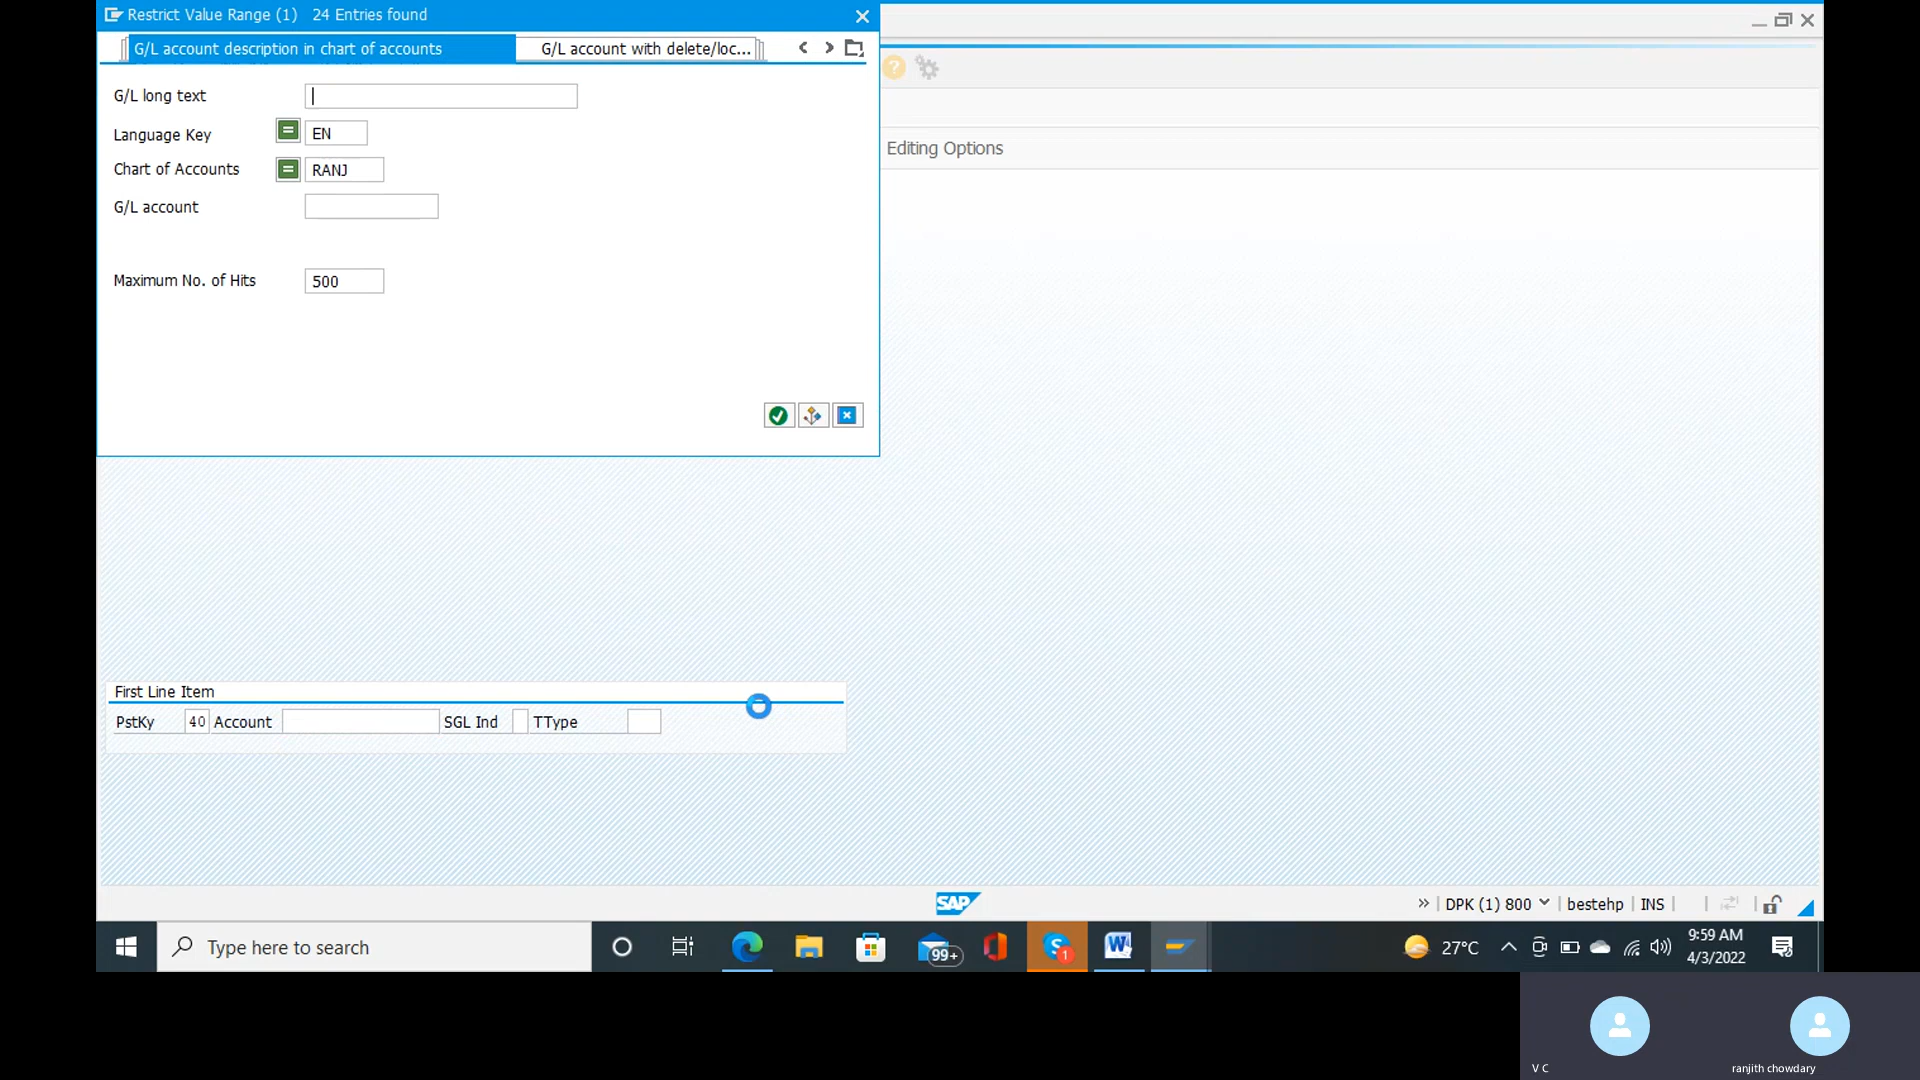 Restrict Value Range (1) 24 Entries found
G/L account description in chart of accounts
G/L account with delete/loc...
G/L long text
Language Key EN
Chart of Accounts RANJ
G/L account
Maximum No. of Hits 500
Editing Options
First Line Item
PstKy 40 Account SGL Ind TType
SAP
DPK (1) 800 bestehp INS
Type here to search
99+
1
27°C
9:59 AM
4/3/2022
V C
ranjith chowdary